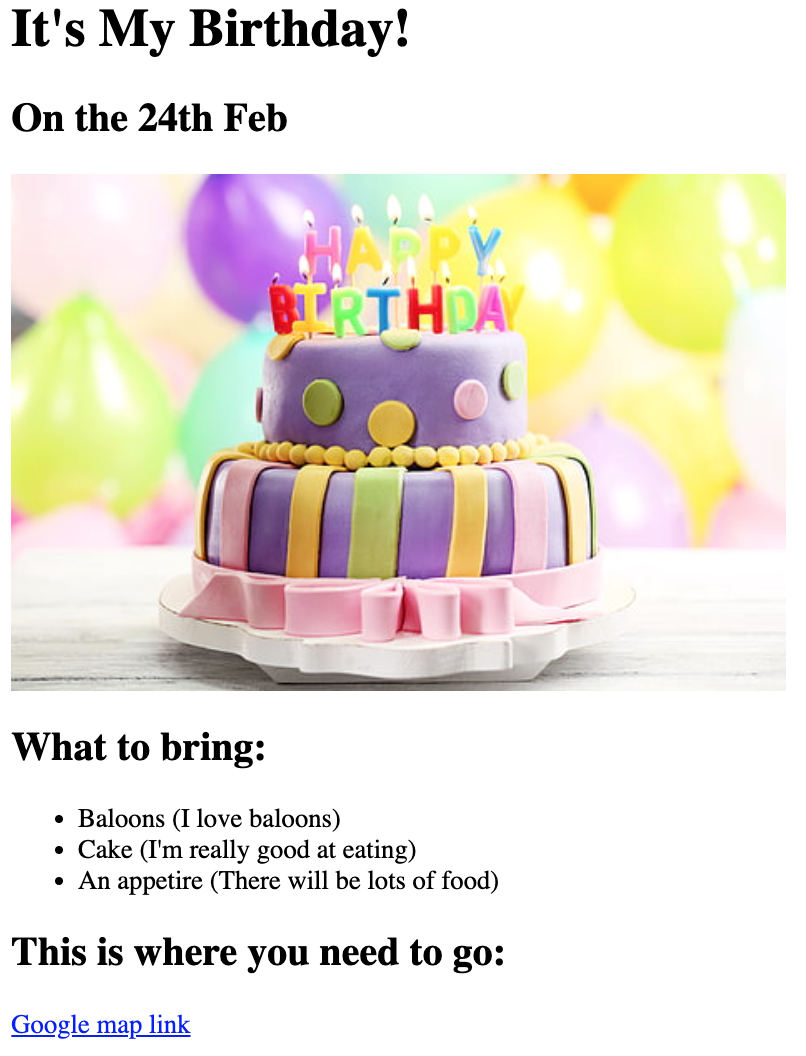 It's My Birthday!
On the 24th Feb
HAPPY
BIRTHDAY
What to bring:
Baloons (I love baloons)
Cake (I'm really good at eating)
An appetire (There will be lots of food)
This is where you need to go:
Google map link